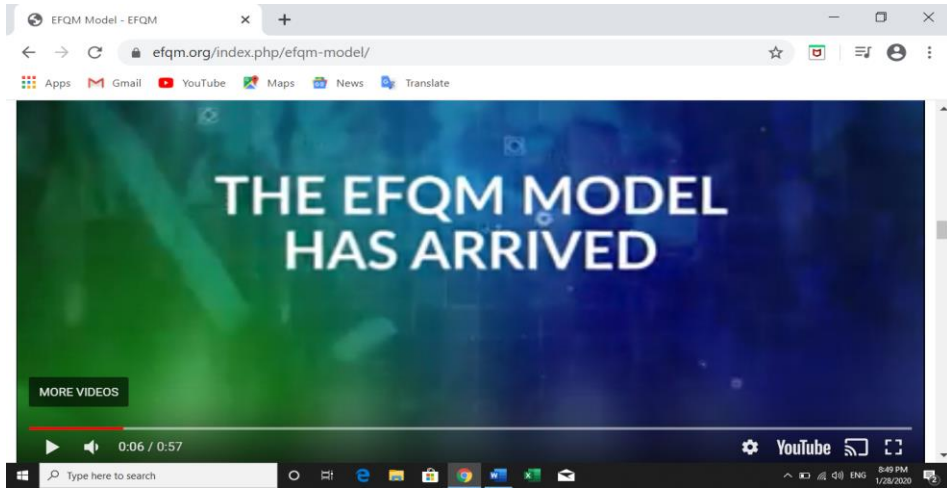 EFQM Model - EFQM
efqm.org/index.php/efqm-model/
Apps Gmail YouTube Maps News Translate
THE EFQM MODEL
HAS ARRIVED
MORE VIDEOS
0:06 / 0:57 YouTube
Type here to search ENG 8:49 PM
1/28/2020